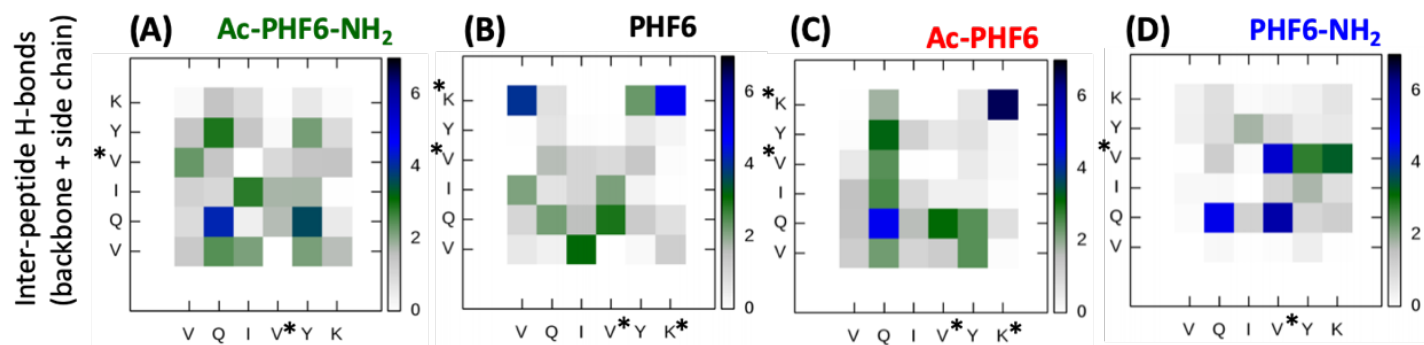 (A) Ac-PHF6-NH2
(B) PHF6
(C) Ac-PHF6
(D) PHF6-NH2
Inter-peptide H-bonds
(backbone + side chain)
K
Y
*V
I
Q
V
V Q I V* Y K
6
4
2
0
*K
Y
*V
I
Q
V
V Q I V* Y K*
6
4
2
0
*K
Y
*V
I
Q
V
V Q I V* Y K*
6
4
2
0
K
Y
*V
I
Q
V
V Q I V* Y K
6
4
2
0